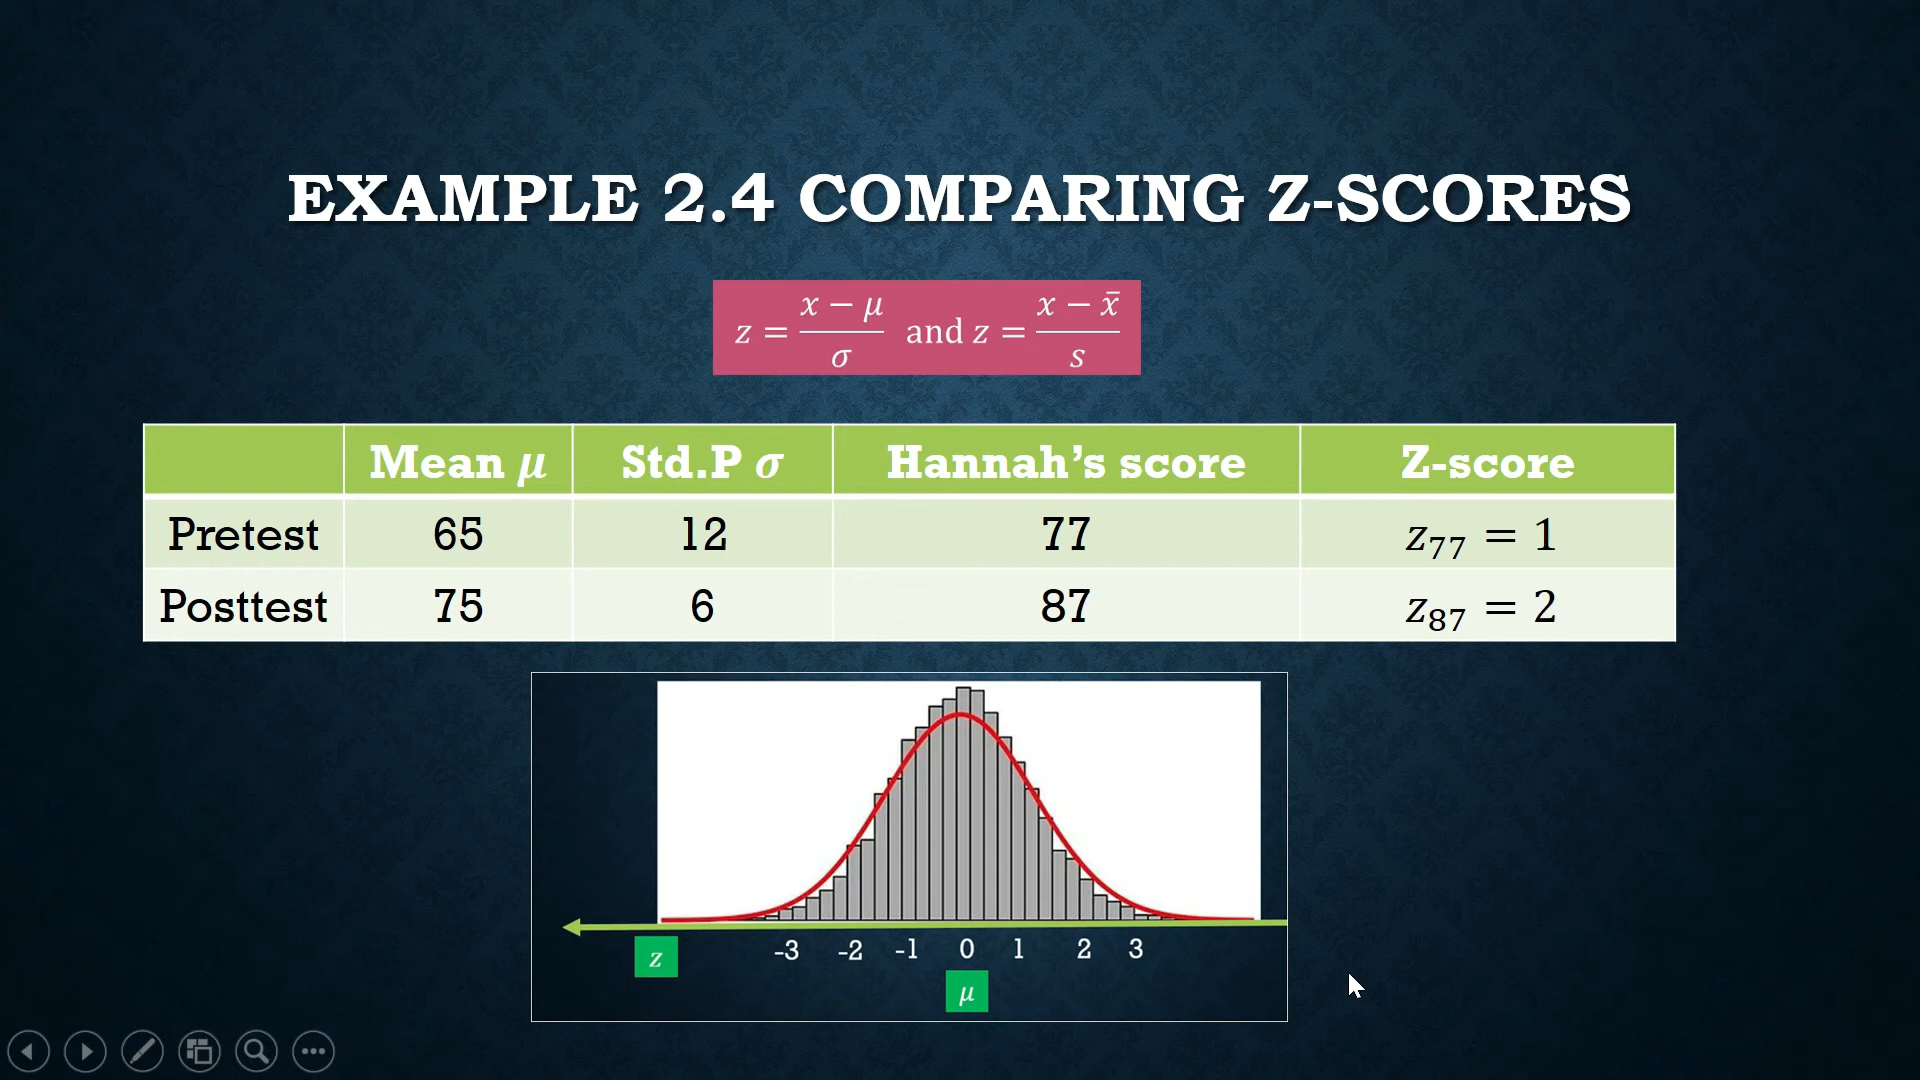 EXAMPLE 2.4 COMPARING Z-SCORES
z = (x − μ)/σ and z = (x − x̄)/s
Mean μ Std.P σ Hannah’s score Z-score
Pretest 65 12 77 z₇₇ = 1
Posttest 75 6 87 z₈₇ = 2
-3 -2 -1 0 1 2 3
z
μ